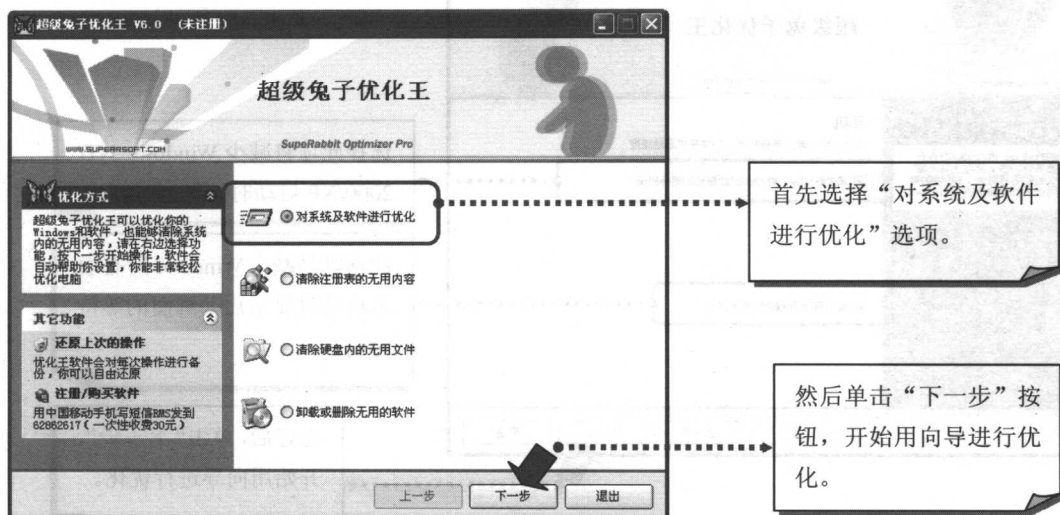 超级兔子优化王 V6.0 (未注册)
超级兔子优化王
WWW.SUPERRSOFT.COM
SupeRabbit Optimizer Pro
优化方式
超级兔子优化王可以优化你的
Windows和软件，也能够清除系统
内的无用内容，请在右边选择功
能，按下一步开始操作，软件会
自动帮助你设置，你能非常轻松
优化电脑
其它功能
还原上次的操作
优化王软件会对每次操作进行备
份，你可以自由还原
注册/购买软件
用中国移动手机写短信BMS发到
62862617（一次性收费30元）
对系统及软件进行优化
清除注册表的无用内容
清除硬盘内的无用文件
卸载或删除无用的软件
上一步
下一步
退出
首先选择“对系统及软件
进行优化”选项。
然后单击“下一步”按
钮，开始用向导进行优
化。